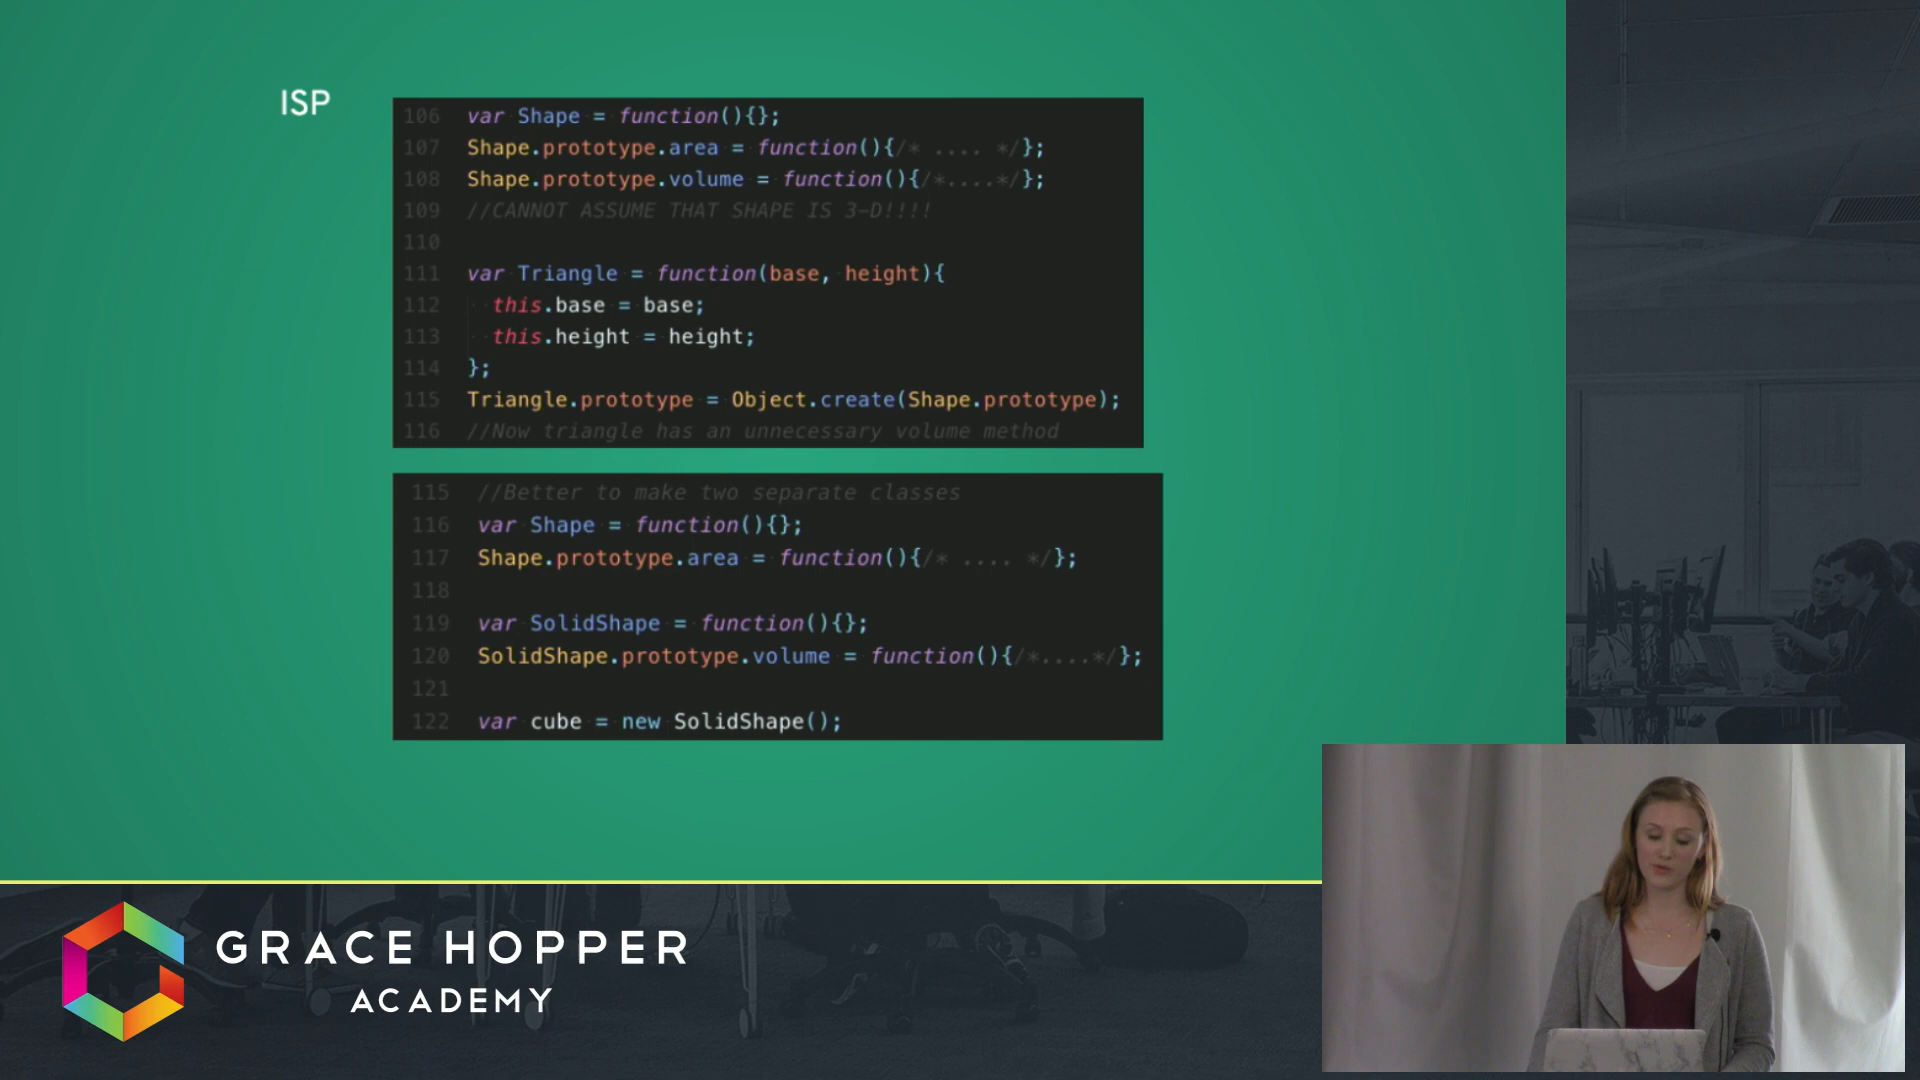 ISP
106 var Shape = function(){};
107 Shape.prototype.area = function(){/* .... */};
108 Shape.prototype.volume = function(){/*....*/};
109 //CANNOT ASSUME THAT SHAPE IS 3-D!!!!
110
111 var Triangle = function(base, height){
112 this.base = base;
113 this.height = height;
114 };
115 Triangle.prototype = Object.create(Shape.prototype);
116 //Now triangle has an unnecessary volume method
115 //Better to make two separate classes
116 var Shape = function(){};
117 Shape.prototype.area = function(){/* .... */};
118
119 var SolidShape = function(){};
120 SolidShape.prototype.volume = function(){/*....*/};
121
122 var cube = new SolidShape();
GRACE HOPPER
ACADEMY